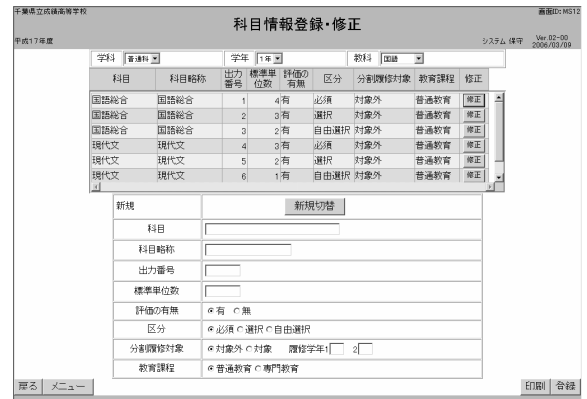 千葉県立成績高等学校 画面ID: MS12
科目情報登録・修正
平成17年度 システム 保守 Ver.02-00
2006/03/09
学科 普通科 学年 1年 教科 国語
科目 科目略称 出力番号 標準単位数 評価の有無 区分 分割履修対象 教育課程 修正
国語総合 国語総合 1 4 有 必須 対象外 普通教育 修正
国語総合 国語総合 2 3 有 選択 対象外 普通教育 修正
国語総合 国語総合 3 2 有 自由選択 対象外 普通教育 修正
現代文 現代文 4 3 有 必須 対象外 普通教育 修正
現代文 現代文 5 2 有 選択 対象外 普通教育 修正
現代文 現代文 6 1 有 自由選択 対象外 普通教育 修正
新規 新規切替
科目
科目略称
出力番号
標準単位数
評価の有無 有 無
区分 必須 選択 自由選択
分割履修対象 対象外 対象 履修学年1 2
教育課程 普通教育 専門教育
戻る メニュー 印刷 登録